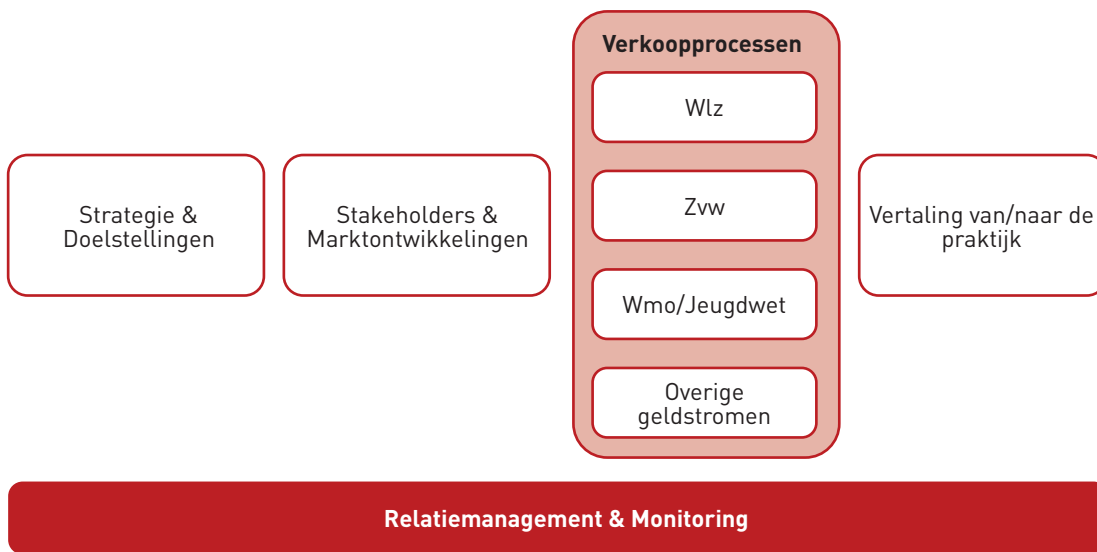 Verkoopprocessen
Wlz
Strategie &
Doelstellingen
Stakeholders &
Marktontwikkelingen
Zvw
Vertaling van/naar de
praktijk
Wmo/Jeugdwet
Overige
geldstromen
Relatiemanagement & Monitoring